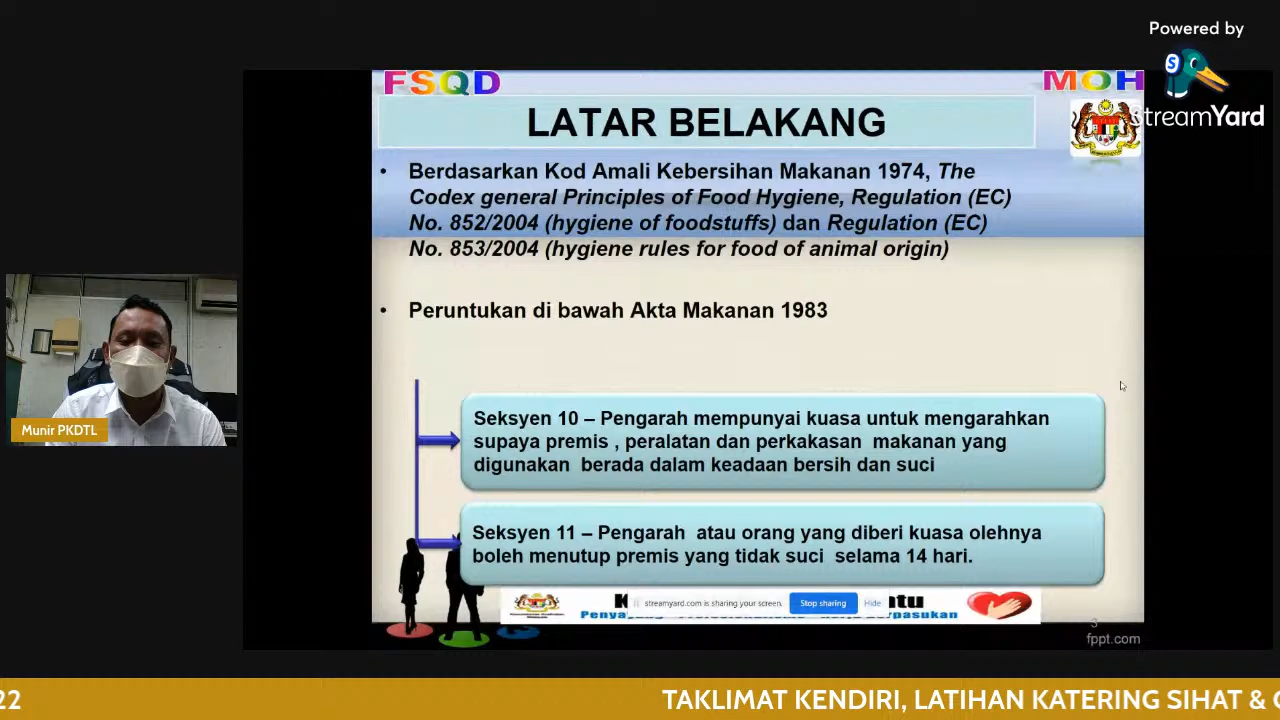 Powered by
StreamYard
FSQD
MOH
LATAR BELAKANG
• Berdasarkan Kod Amali Kebersihan Makanan 1974, The
Codex general Principles of Food Hygiene, Regulation (EC)
No. 852/2004 (hygiene of foodstuffs) dan Regulation (EC)
No. 853/2004 (hygiene rules for food of animal origin)
• Peruntukan di bawah Akta Makanan 1983
Seksyen 10 – Pengarah mempunyai kuasa untuk mengarahkan
supaya premis , peralatan dan perkakasan makanan yang
digunakan berada dalam keadaan bersih dan suci
Seksyen 11 – Pengarah atau orang yang diberi kuasa olehnya
boleh menutup premis yang tidak suci selama 14 hari.
Munir PKDTL
streamyard.com is sharing your screen.
Stop sharing
Hide
3
fppt.com
22
TAKLIMAT KENDIRI, LATIHAN KATERING SIHAT &